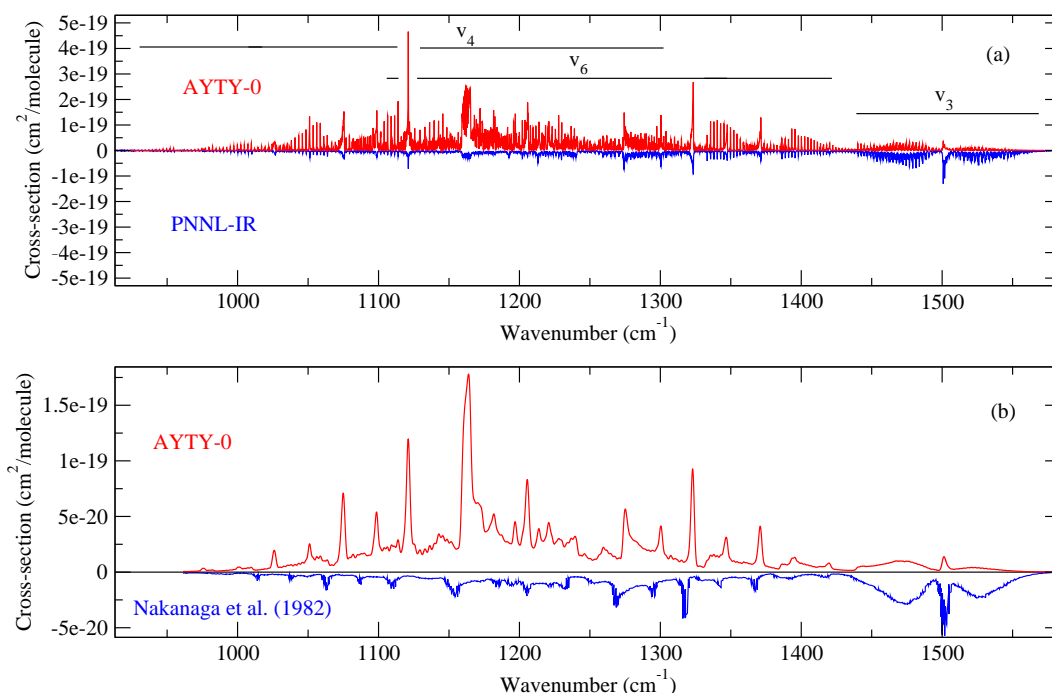 5e-19
4e-19
3e-19
2e-19
1e-19
0
-1e-19
-2e-19
-3e-19
-4e-19
-5e-19
Cross-section (cm²/molecule)
v₄
(a)
v₆
AYTY-0
v₃
PNNL-IR
1000 1100 1200 1300 1400 1500
Wavenumber (cm⁻¹)
1.5e-19
1e-19
5e-20
0
-5e-20
Cross-section (cm²/molecule)
(b)
AYTY-0
Nakanaga et al. (1982)
1000 1100 1200 1300 1400 1500
Wavenumber (cm⁻¹)